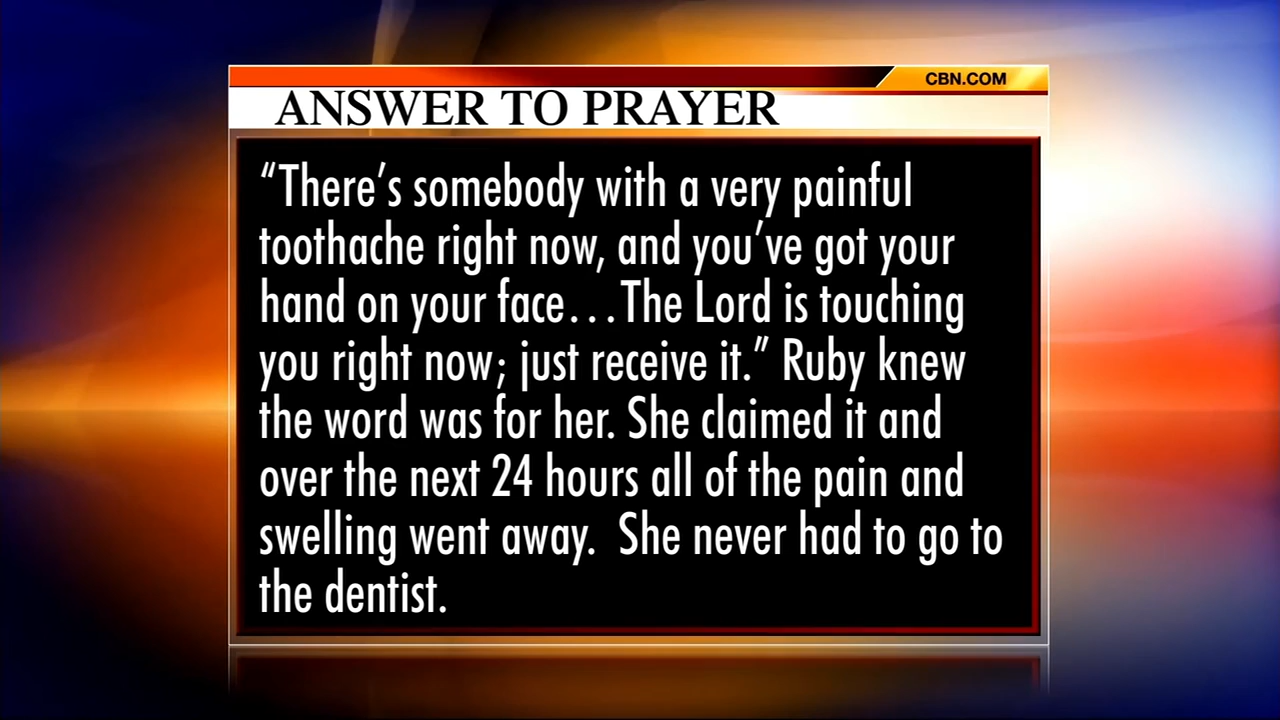 CBN.COM
ANSWER TO PRAYER
“There’s somebody with a very painful
toothache right now, and you’ve got your
hand on your face...The Lord is touching
you right now; just receive it.” Ruby knew
the word was for her. She claimed it and
over the next 24 hours all of the pain and
swelling went away.  She never had to go to
the dentist.